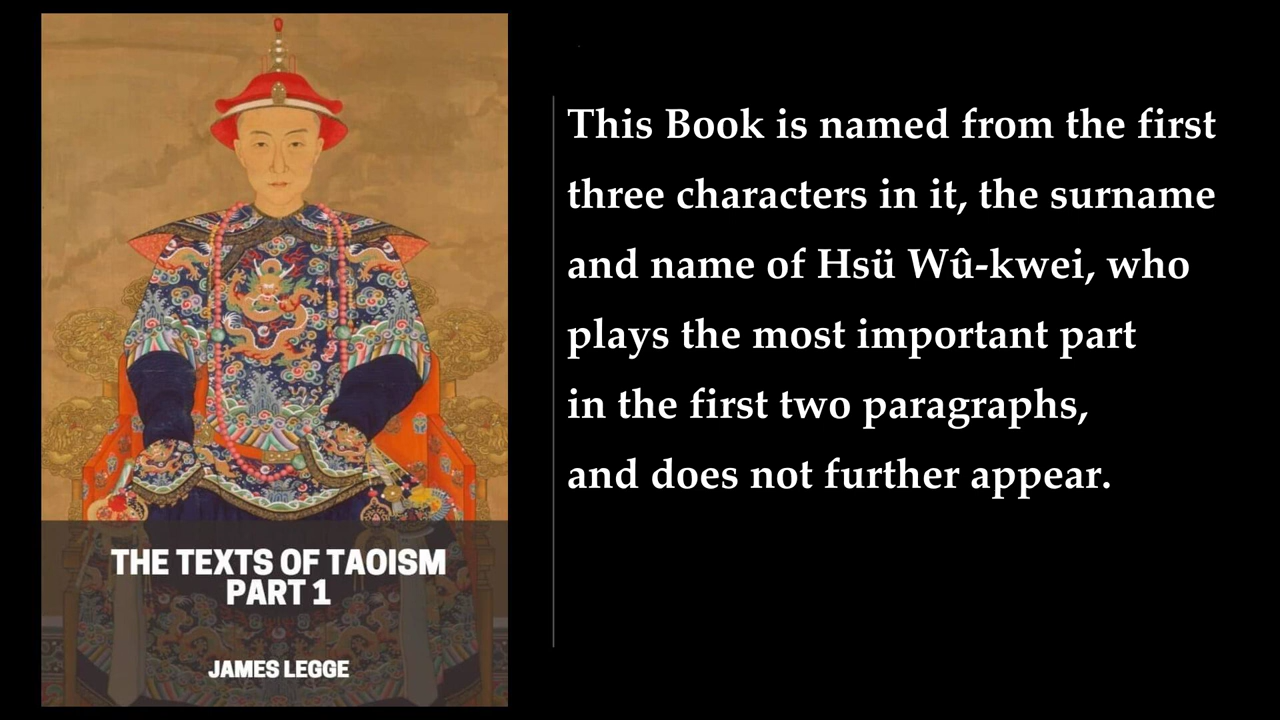 THE TEXTS OF TAOISM
PART 1
JAMES LEGGE
This Book is named from the first
three characters in it, the surname
and name of Hsü Wû-kwei, who
plays the most important part
in the first two paragraphs,
and does not further appear.